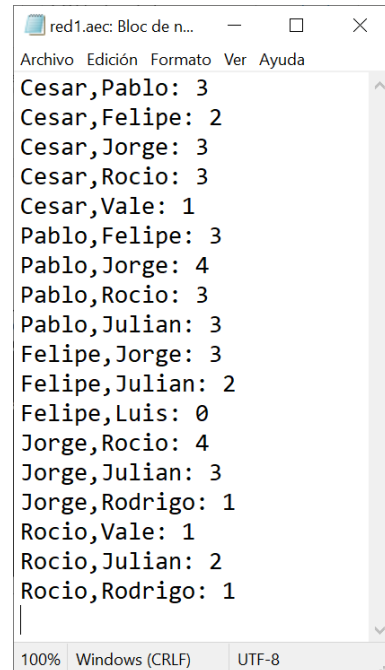 red1.aec: Bloc de n...
Archivo Edición Formato Ver Ayuda
Cesar,Pablo: 3
Cesar,Felipe: 2
Cesar,Jorge: 3
Cesar,Rocio: 3
Cesar,Vale: 1
Pablo,Felipe: 3
Pablo,Jorge: 4
Pablo,Rocio: 3
Pablo,Julian: 3
Felipe,Jorge: 3
Felipe,Julian: 2
Felipe,Luis: 0
Jorge,Rocio: 4
Jorge,Julian: 3
Jorge,Rodrigo: 1
Rocio,Vale: 1
Rocio,Julian: 2
Rocio,Rodrigo: 1
100% Windows (CRLF) UTF-8